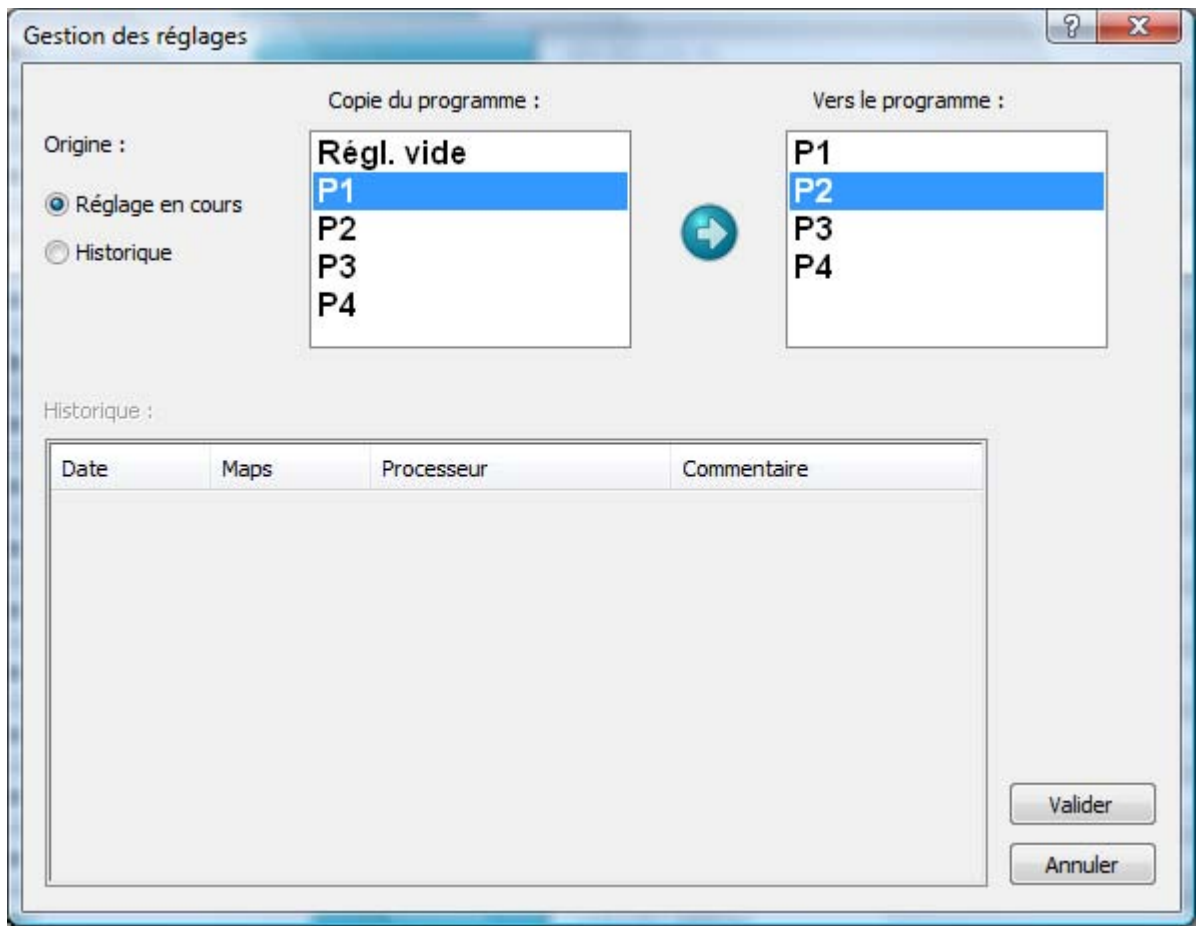 Gestion des réglages
Copie du programme :
Vers le programme :
Origine :
Réglage en cours
Historique
Régl. vide
P1
P2
P3
P4
P1
P2
P3
P4
Historique :
Date Maps Processeur Commentaire
Valider
Annuler